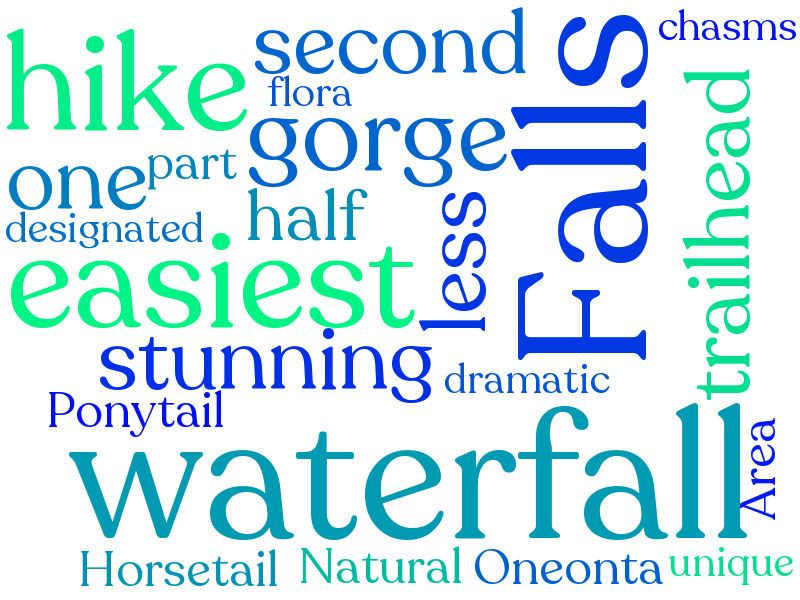 hike
second
Falls
chasms
flora
trailhead
gorge
part
one
half
less
designated
easiest
stunning
dramatic
Ponytail
waterfall
Area
Horsetail
Natural
Oneonta
unique